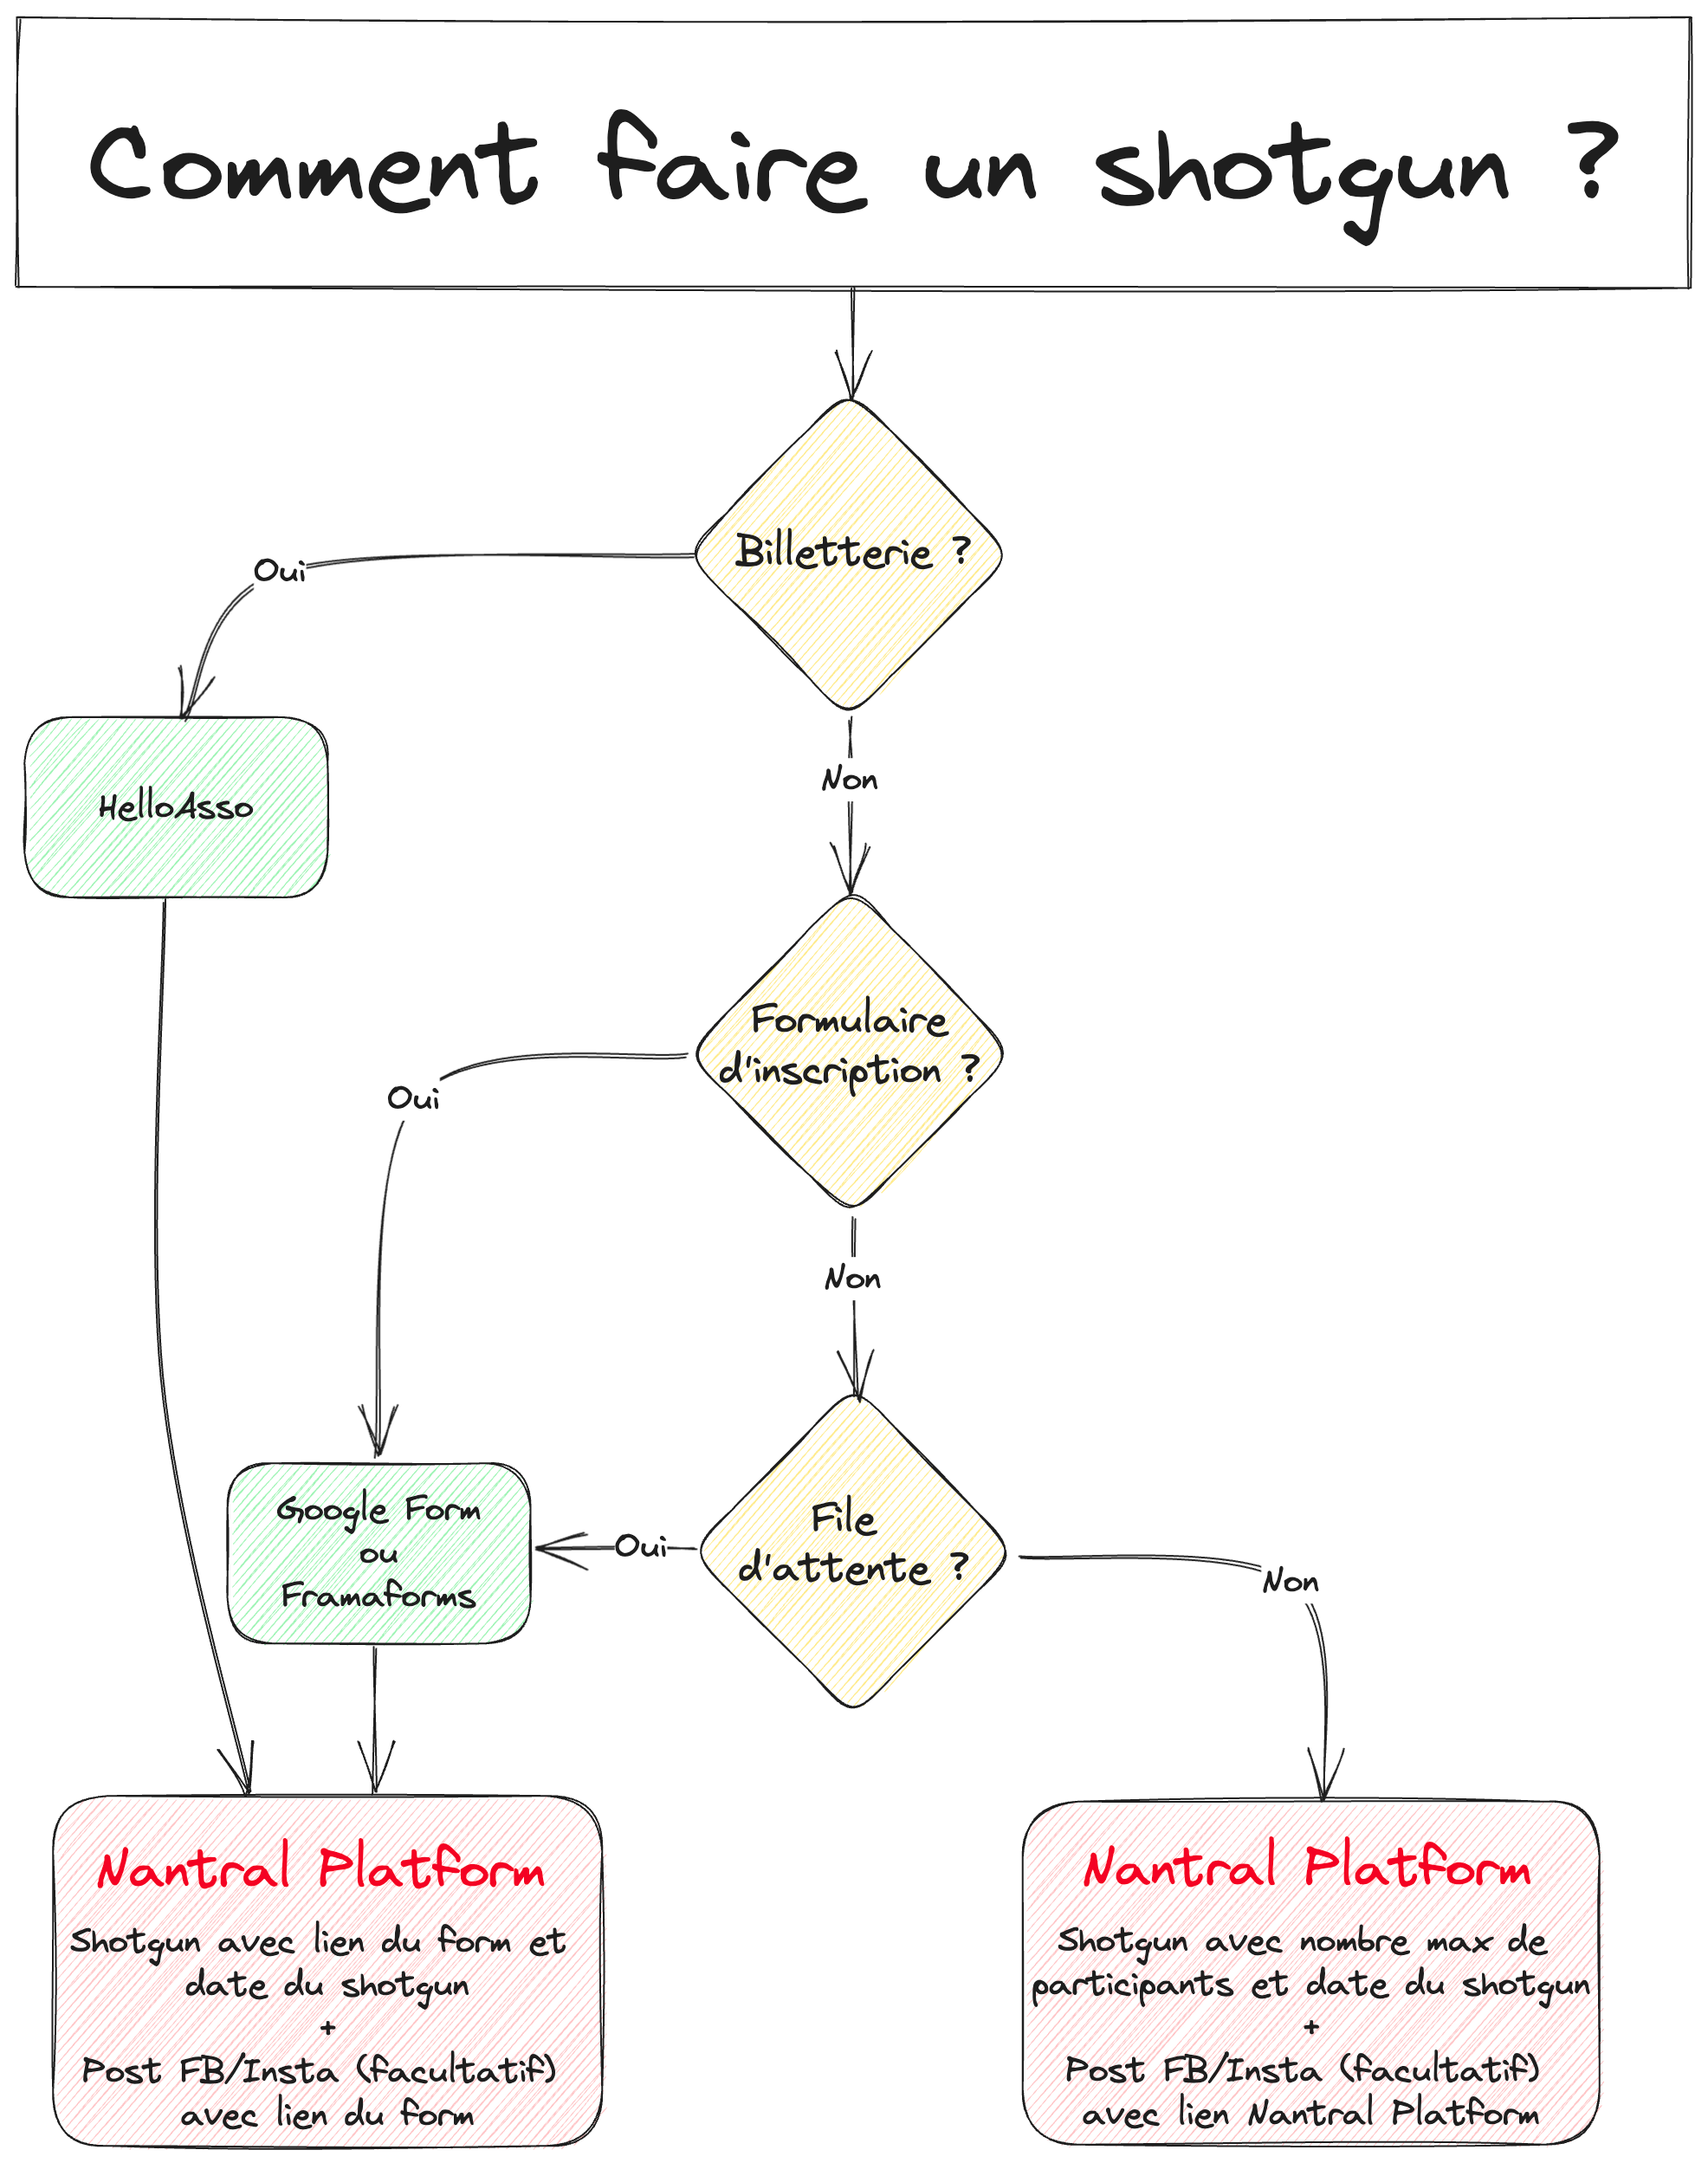 Comment faire un shotgun ?
Billetterie ?
Oui
Non
HelloAsso
Formulaire
d'inscription ?
Oui
Non
Google Form
ou
Framaforms
Oui
File
d'attente ?
Non
Nantral Platform
Shotgun avec lien du form et
date du shotgun
+
Post FB/Insta (facultatif)
avec lien du form
Nantral Platform
Shotgun avec nombre max de
participants et date du shotgun
+
Post FB/Insta (facultatif)
avec lien Nantral Platform